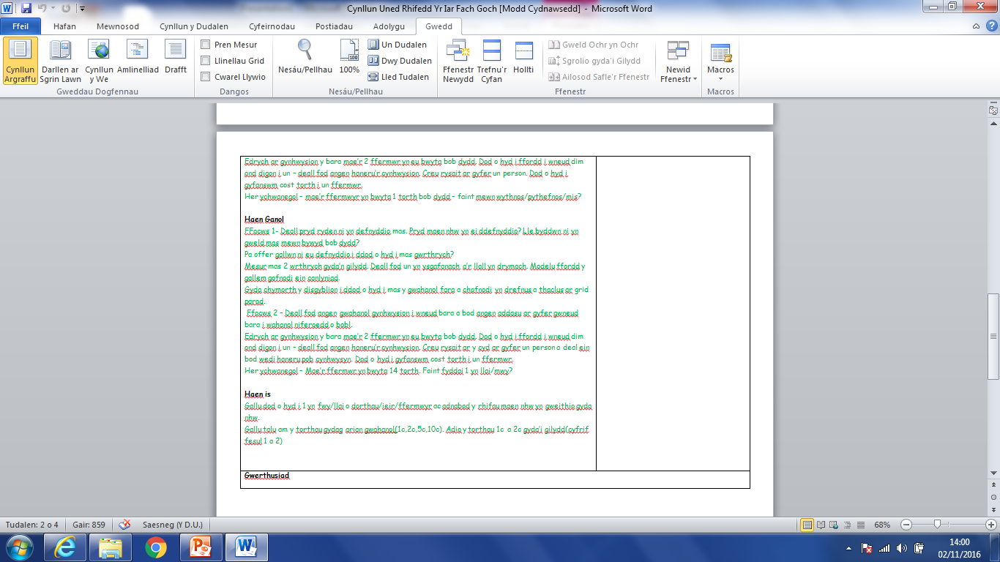 Cynllun Uned Rhifedd Yr Iar Fach Goch [Modd Cydnawsedd] - Microsoft Word
Ffeil Hafan Mewnosod Cynllun y Dudalen Cyfeirnodau Postiadau Adolygu Gwedd
Cynllun Argraffu
Darllen ar Sgrin Lawn
Cynllun y We
Amlinelliad
Drafft
Gweddau Dogfennau
Pren Mesur
Llinellau Grid
Cwarel Llywio
Dangos
Nesáu/Pellhau
100
100%
Un Dudalen
Dwy Dudalen
Lled Tudalen
Nesáu/Pellhau
Ffenestr Newydd
Trefnu'r Cyfan
Hollti
Gweld Ochr yn Ochr
Sgrolio gyda'i Gilydd
Ailosod Safle'r Ffenestr
Newid Ffenestr
Ffenestr
Macros
Macros
Edrych ar gynhwysion y bara mae'r 2 ffermwr yn eu bwyta bob dydd. Dod o hyd i ffordd i wneud dim
ond digon i un – deall fod angen haneru'r cynhwysion. Creu rysait ar gyfer un person. Dod o hyd i
gyfanswm cost torth i un ffermwr.
Her ychwanegol – mae'r ffermwyr yn bwyta 1 torth bob dydd – faint mewn wythnos/pythefnos/mis?
Haen Ganol
FFocws 1- Deall pryd ryden ni yn defnyddio mas. Pryd maen nhw yn ei ddefnyddio? Lle byddwn ni yn
gweld mas mewn bywyd bob dydd?
Pa offer gallwn ni eu defnyddio i ddod o hyd i mas gwrthrych?
Mesur mas 2 wrthrych gyda'n gilydd. Deall fod un yn ysgafanach a'r llall yn drymach. Modelu ffordd y
gallem gofnodi ein canlyniad.
Gyda chymorth y disgyblion i ddod o hyd i mas y gwahanol fara a chofnodi yn drefnus a thaclus ar grid
parod.
Ffocws 2 – Deall fod angen gwahanol gynhwysion i wneud bara a bod angen addasu ar gyfer gwneud
bara i wahanol niferoedd o bobl.
Edrych ar gynhwysion y bara mae'r 2 ffermwr yn eu bwyta bob dydd. Dod o hyd i ffordd i wneud dim
ond digon i un – deall fod angen haneru'r cynhwysion. Creu rysait ar y cyd ar gyfer un person a deal ein
bod wedi haneru pob cynhwysyn. Dod o hyd i gyfanswm cost torth i un ffermwr.
Her ychwanegol – Mae'r ffermwr yn bwyta 14 torth. Faint fyddai 1 yn llai/mwy?
Haen is
Gallu dod o hyd i 1 yn fwy/llai o dorthau/ieir/ffermwyr ac adnabod y rhifau maen nhw yn gweithio gyda
nhw.
Gallu talu am y torthau gydag arian gwahanol(1c,2c,5c,10c). Adio y torthau 1c a 2c gyda'i gilydd(cyfrif
fesul 1 a 2)
Gwerthusiad
Tudalen: 2 o 4 Gair: 859 Saesneg (Y D.U.) 68%
14:00
02/11/2016